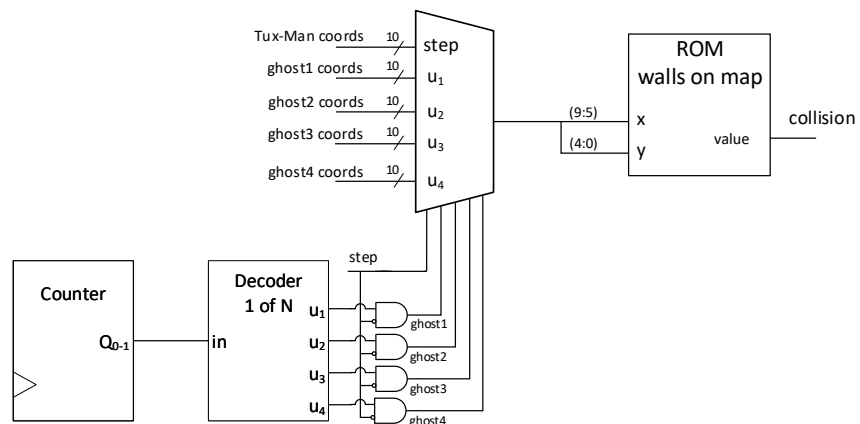 Tux-Man coords 10
ghost1 coords 10
ghost2 coords 10
ghost3 coords 10
ghost4 coords 10
step
u1
u2
u3
u4
(9:5)
(4:0)
ROM
walls on map
x
y
value
collision
step
Counter
Q0-1
Decoder
1 of N
in
u1
u2
u3
u4
ghost1
ghost2
ghost3
ghost4